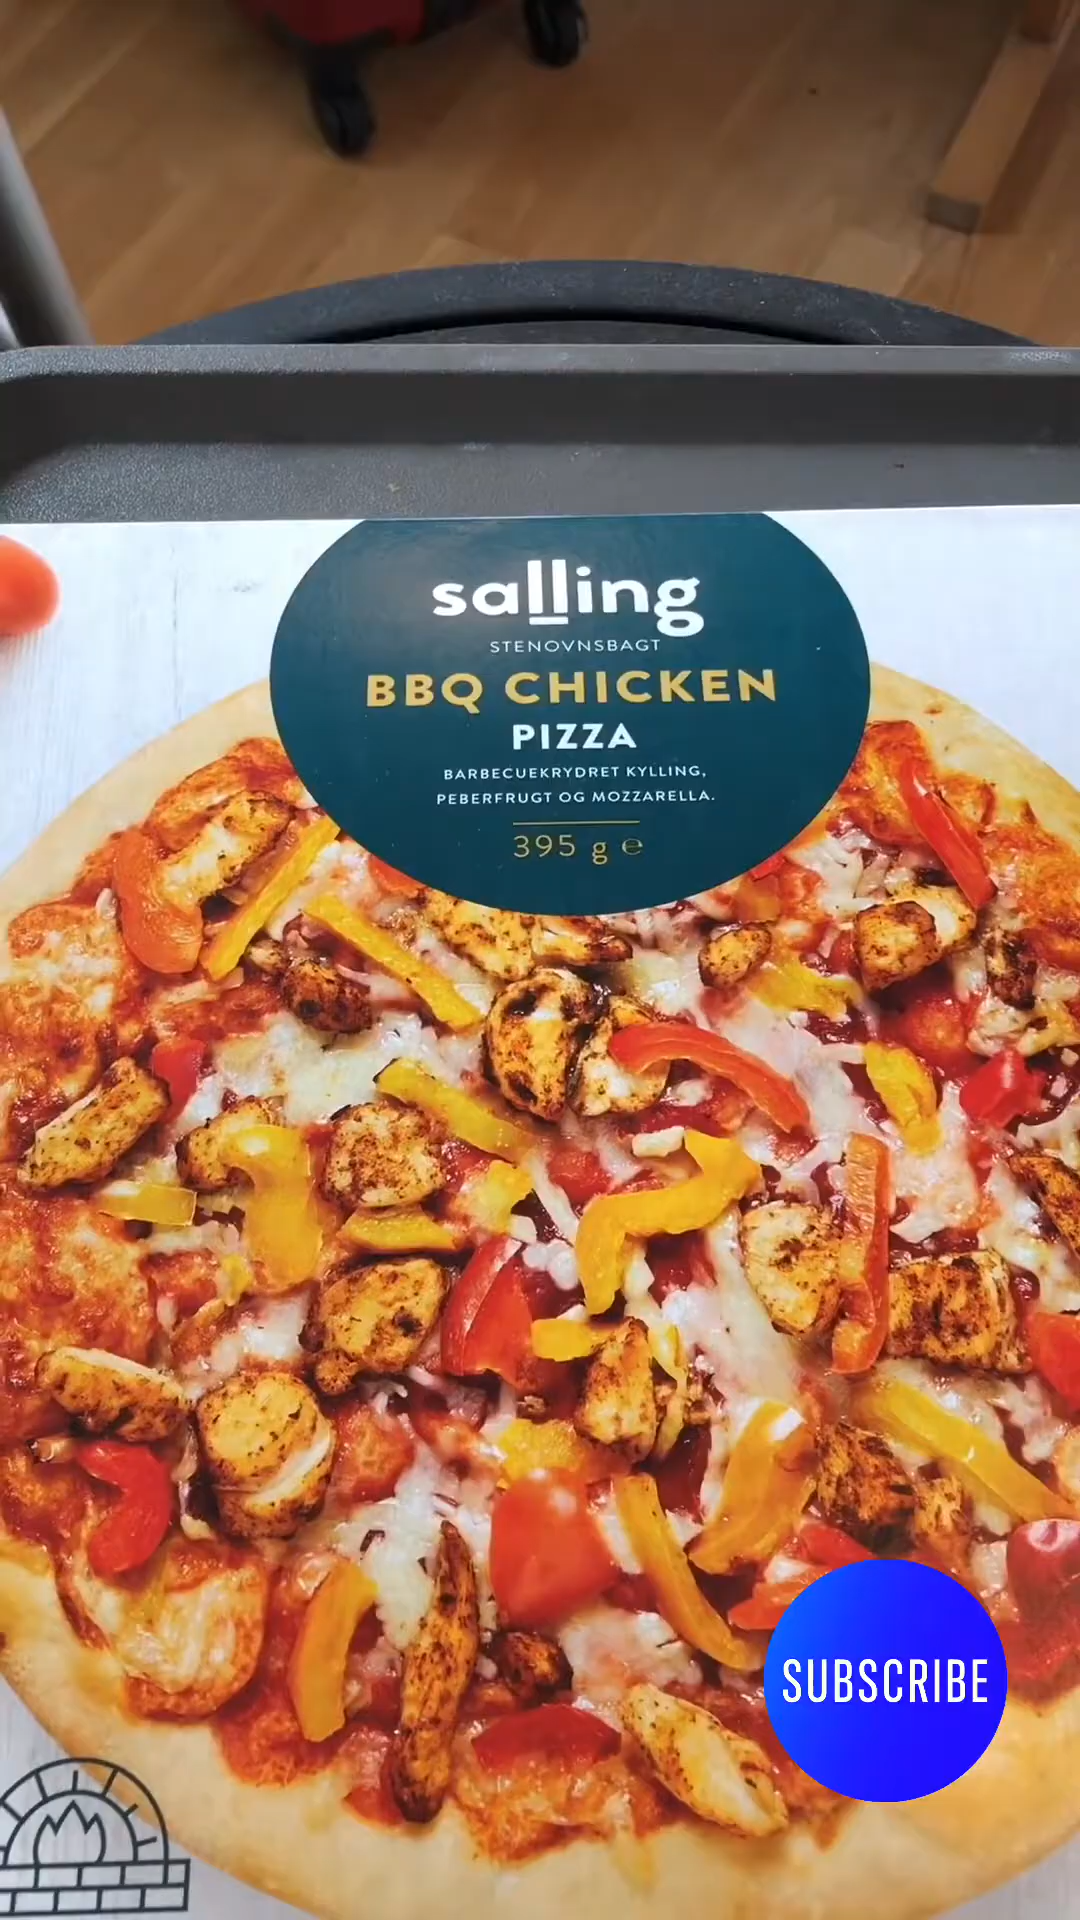 salling
STENOVNSBAGT
BBQ CHICKEN
PIZZA
BARBECUEKRYDRET KYLLING,
PEBERFRUGT OG MOZZARELLA.
395 g ℮
SUBSCRIBE